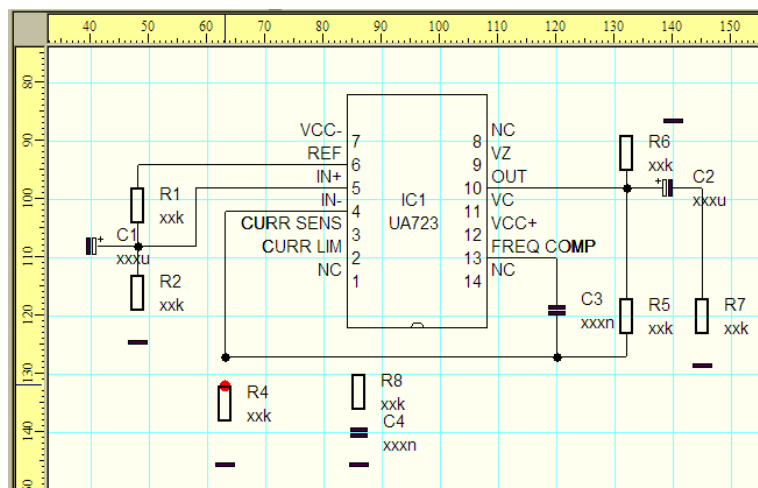 40 50 60 70 80 90 100 110 120 130 140 150
80
90
100
110
120
130
140
VCC- 7
REF 6
IN+ 5
IN- 4
CURR SENS 3
CURR LIM 2
NC 1
IC1
UA723
8 NC
9 VZ
10 OUT
11 VC
12 VCC+
13 FREQ COMP
14 NC
R1
xxk
C1
xxxu
R2
xxk
R6
xxk
C2
xxxu
C3
xxxn
R5
xxk
R7
xxk
R4
xxk
R8
xxk
C4
xxxn